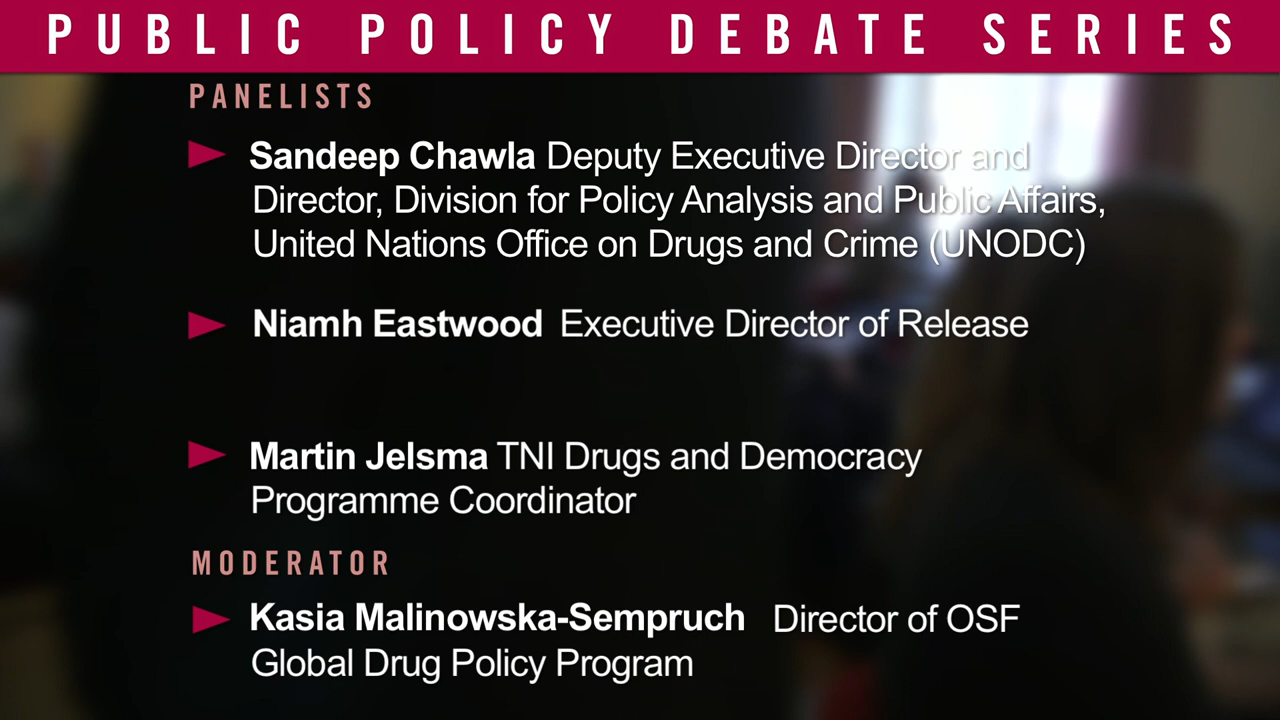 PUBLIC POLICY DEBATE SERIES
PANELISTS
Sandeep Chawla Deputy Executive Director and
Director, Division for Policy Analysis and Public Affairs,
United Nations Office on Drugs and Crime (UNODC)
Niamh Eastwood Executive Director of Release
Martin Jelsma TNI Drugs and Democracy
Programme Coordinator
MODERATOR
Kasia Malinowska-Sempruch Director of OSF
Global Drug Policy Program